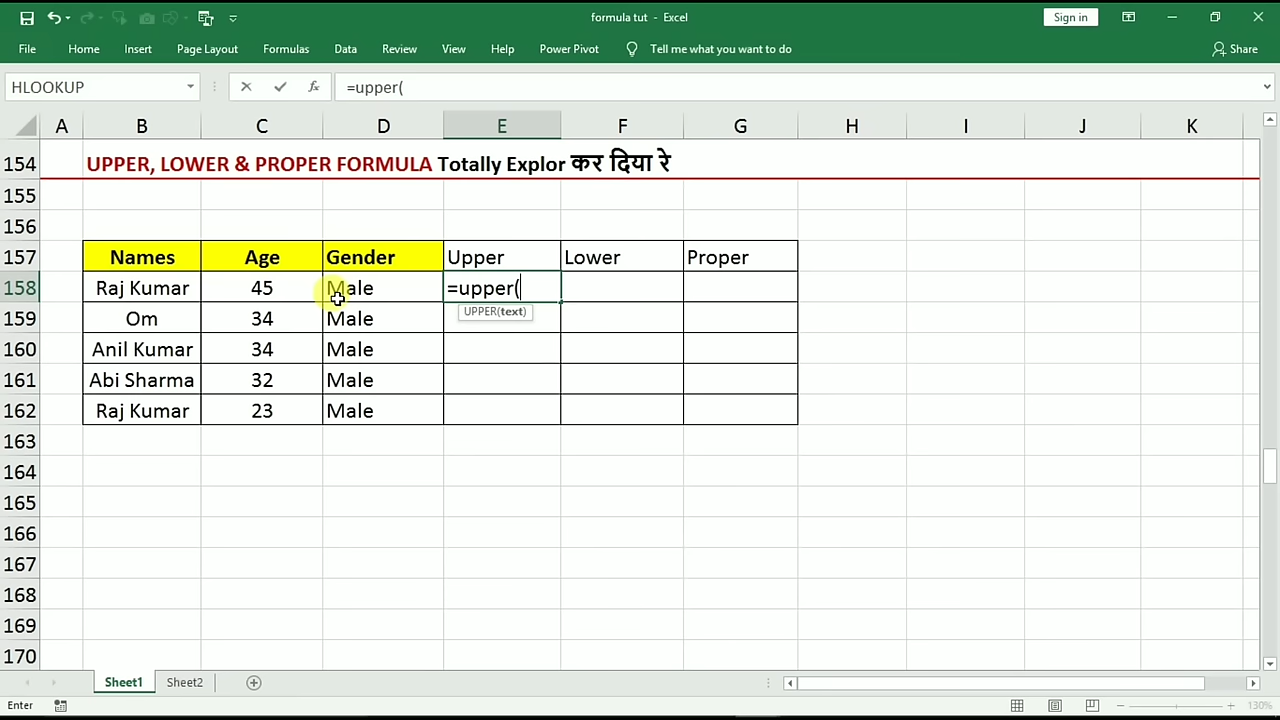 formula tut - Excel
Sign in
File Home Insert Page Layout Formulas Data Review View Help Power Pivot Tell me what you want to do Share
HLOOKUP fx =upper(
A B C D E F G H I J K
154 UPPER, LOWER & PROPER FORMULA Totally Explor कर दिया रे
155
156
157 Names Age Gender Upper Lower Proper
158 Raj Kumar 45 Male =upper(
UPPER(text)
159 Om 34 Male
160 Anil Kumar 34 Male
161 Abi Sharma 32 Male
162 Raj Kumar 23 Male
163
164
165
166
167
168
169
170
Sheet1 Sheet2
Enter 130%